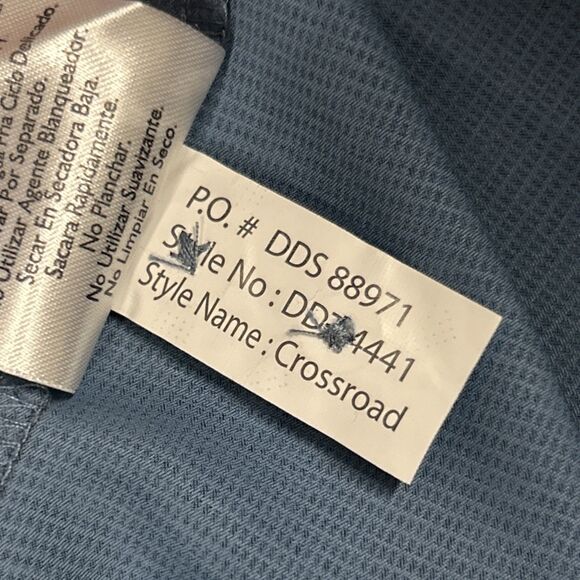 Ciclo Delicado.
Por Separado.
Utilizar Agente Blanqueador.
Secar En Secadora Baja.
Sacara Rapidamente.
No Planchar.
No Utilizar Suavizante.
No Limpiar En Seco.
P.O. # DDS 88971
Style No : 4441
Style Name : Crossroad